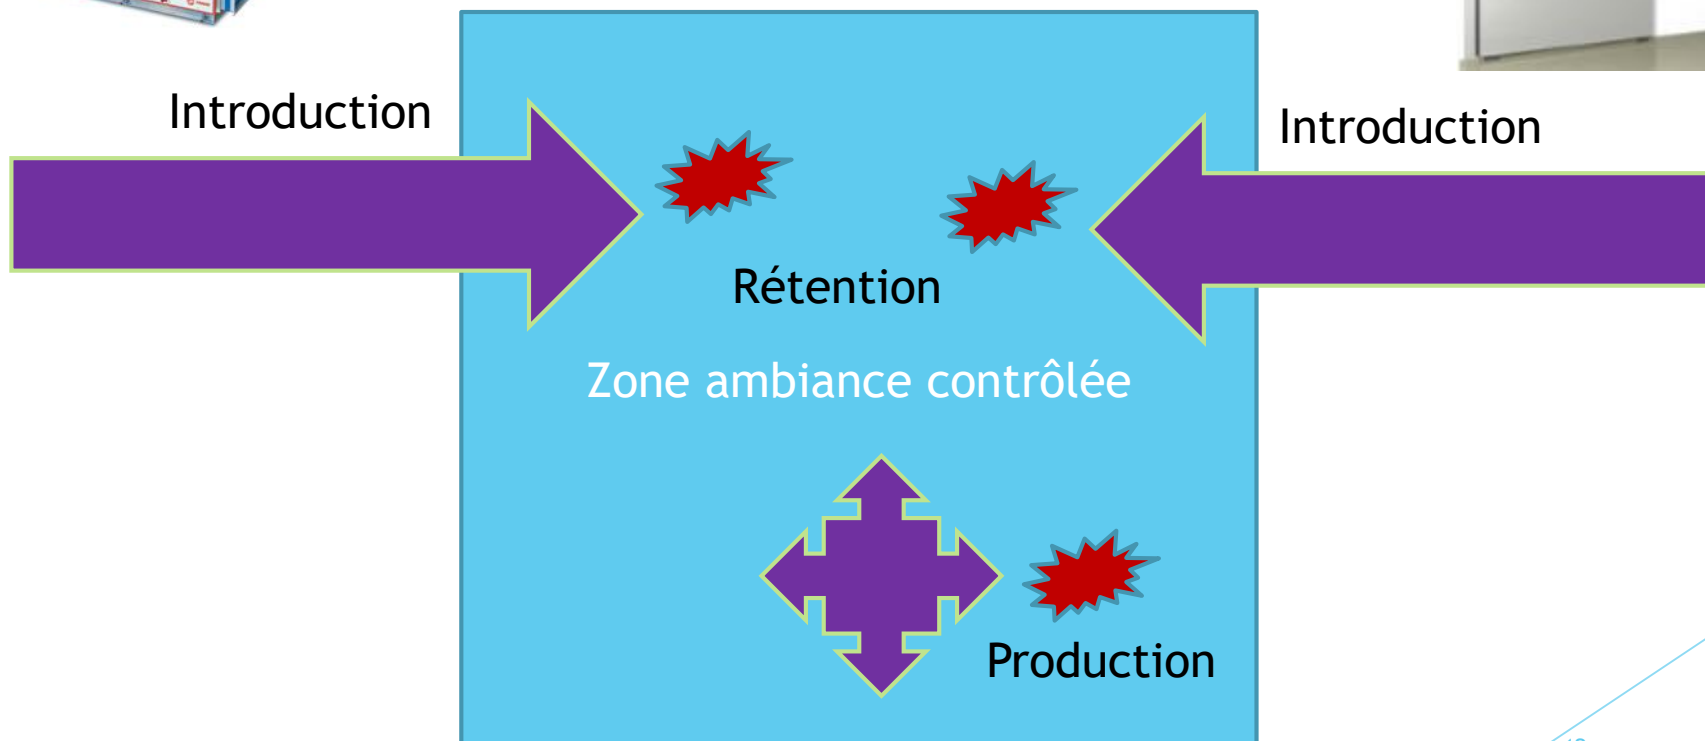 Introduction
Introduction
Rétention
Zone ambiance contrôlée
Production